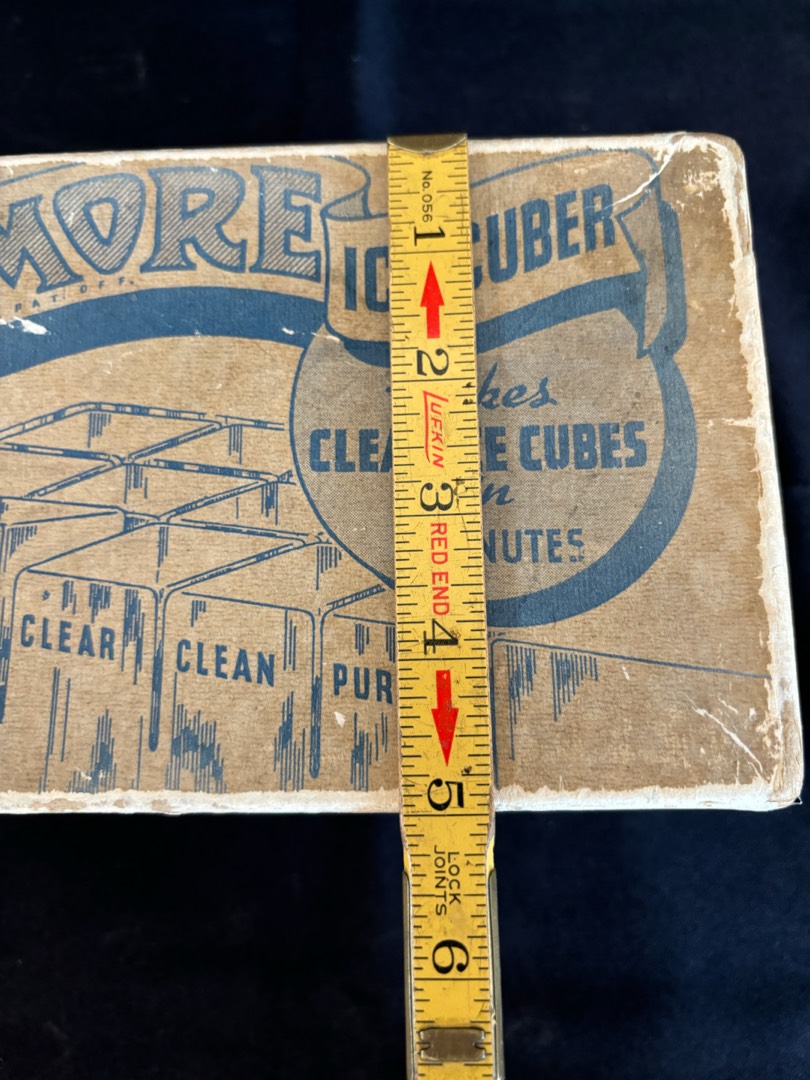 MORE
PAT. OFF.
IC CUBER
kes
CLEA E CUBES
n
NUTES
CLEAR
CLEAN
PUR
No. 056
1
2
LUFKIN
3
RED END
4
5
LOCK
JOINTS
6